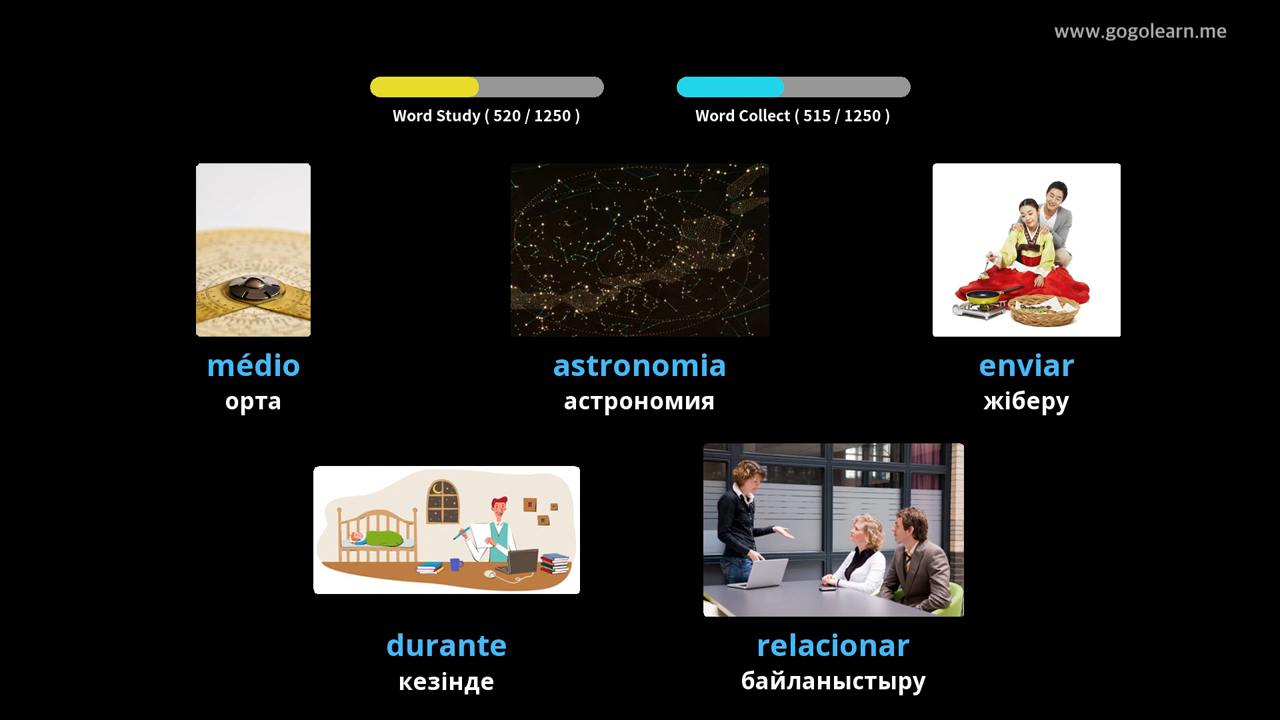 www.gogolearn.me
Word Study ( 520 / 1250 )
Word Collect ( 515 / 1250 )
médio
орта
astronomia
астрономия
enviar
жіберу
durante
кезінде
relacionar
байланыстыру